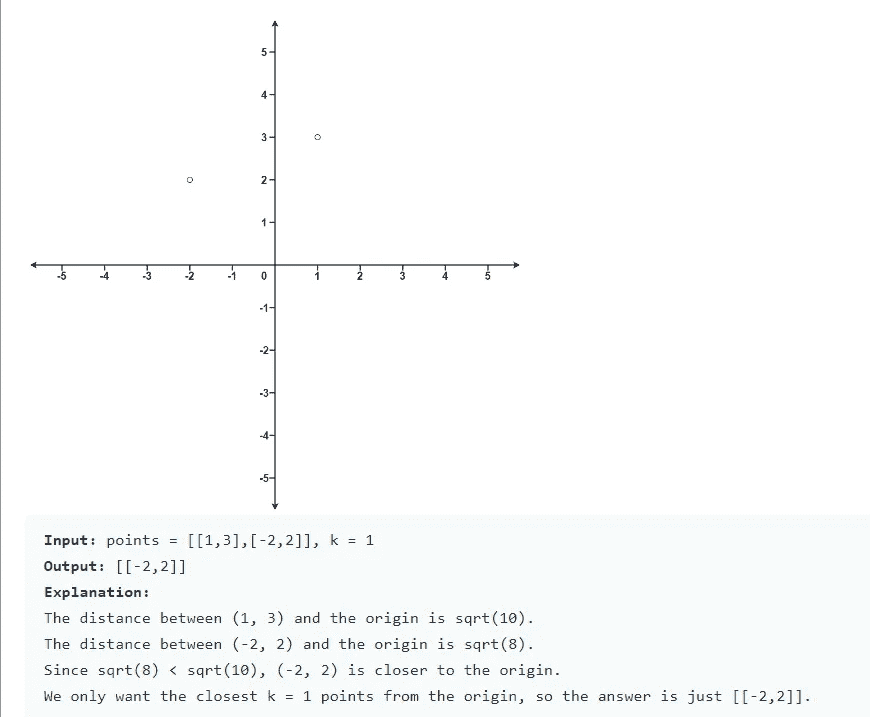 5
4
3
2
1
-5 -4 -3 -2 -1 0 1 2 3 4 5
-1
-2
-3
-4
-5
Input: points = [[1,3],[-2,2]], k = 1
Output: [[-2,2]]
Explanation:
The distance between (1, 3) and the origin is sqrt(10).
The distance between (-2, 2) and the origin is sqrt(8).
Since sqrt(8) < sqrt(10), (-2, 2) is closer to the origin.
We only want the closest k = 1 points from the origin, so the answer is just [[-2,2]].